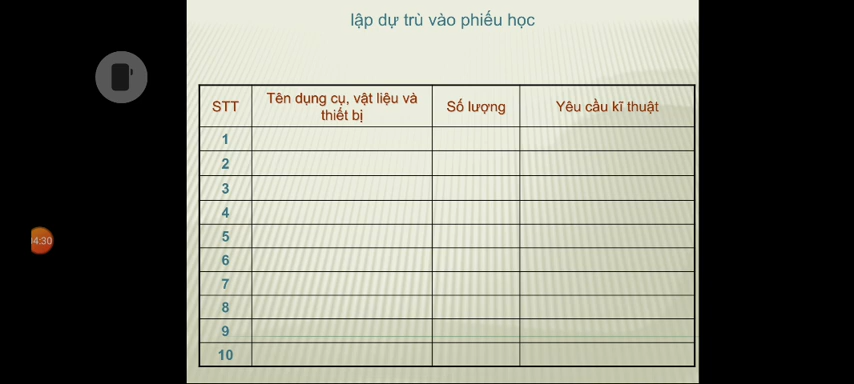 lập dự trù vào phiếu học
STT
Tên dụng cụ, vật liệu và
thiết bị
Số lượng
Yêu cầu kĩ thuật
1
2
3
4
5
6
7
8
9
10
4:30